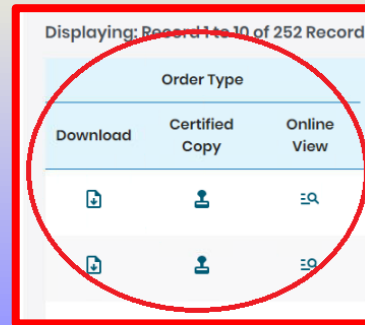 Displaying: Record 1 to 10 of 252 Record
Order Type
Download Certified Copy Online View